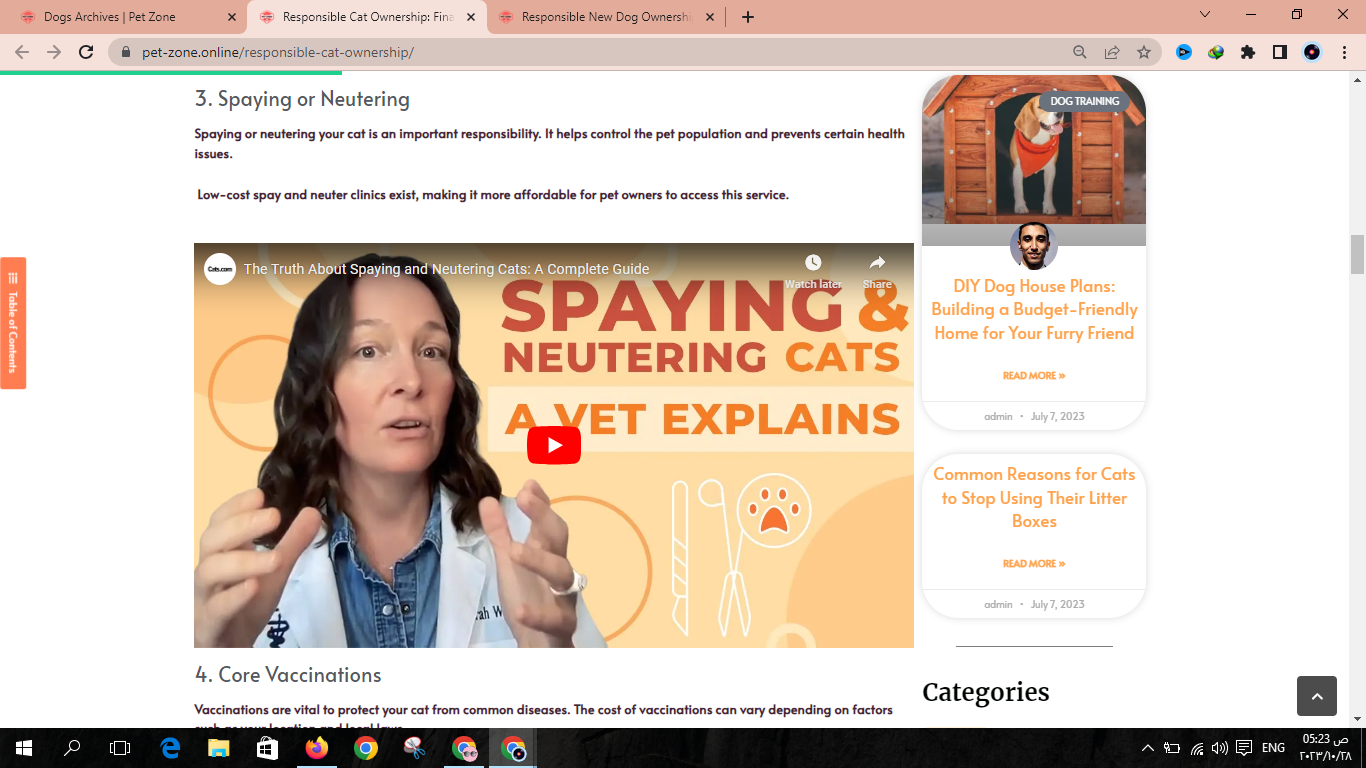 Dogs Archives | Pet Zone
Responsible Cat Ownership: Fina
Responsible New Dog Ownershi
pet-zone.online/responsible-cat-ownership/
3. Spaying or Neutering
Spaying or neutering your cat is an important responsibility. It helps control the pet population and prevents certain health
issues.
Low-cost spay and neuter clinics exist, making it more affordable for pet owners to access this service.
Table of Contents
Cats.com
The Truth About Spaying and Neutering Cats: A Complete Guide
Watch later
Share
SPAYING &
NEUTERING CATS
A VET EXPLAINS
4. Core Vaccinations
Vaccinations are vital to protect your cat from common diseases. The cost of vaccinations can vary depending on factors
such as your location and local laws.
DOG TRAINING
DIY Dog House Plans:
Building a Budget-Friendly
Home for Your Furry Friend
READ MORE »
admin • July 7, 2023
Common Reasons for Cats
to Stop Using Their Litter
Boxes
READ MORE »
admin • July 7, 2023
Categories
ENG
05:23 ص
٢٠٢٣/١٠/٢٨